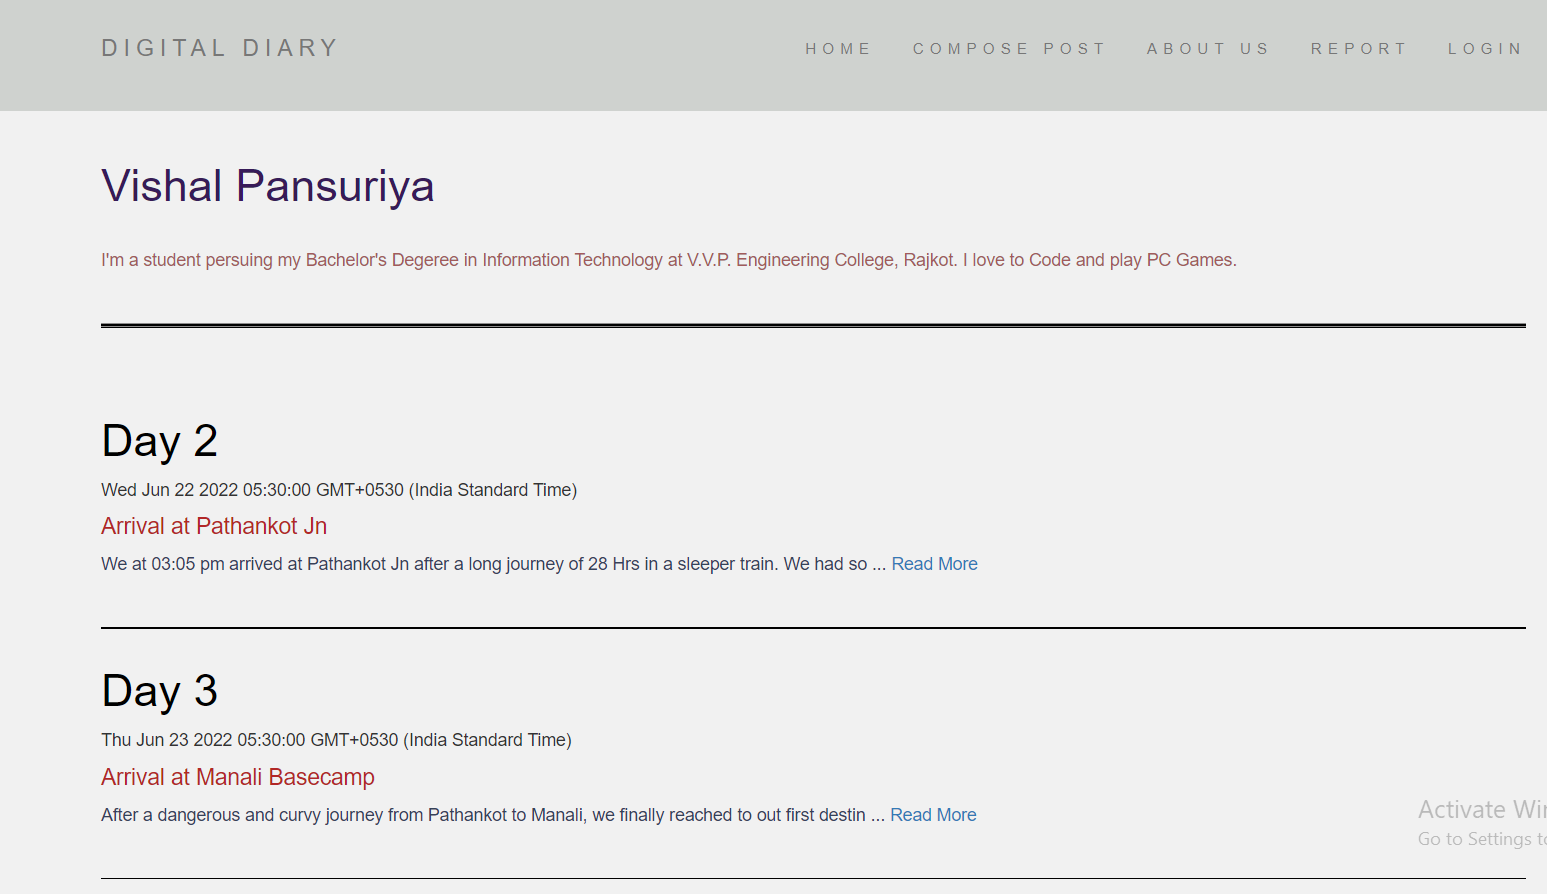 DIGITAL DIARY
HOME COMPOSE POST ABOUT US REPORT LOGIN
Vishal Pansuriya
I'm a student persuing my Bachelor's Degeree in Information Technology at V.V.P. Engineering College, Rajkot. I love to Code and play PC Games.
Day 2
Wed Jun 22 2022 05:30:00 GMT+0530 (India Standard Time)
Arrival at Pathankot Jn
We at 03:05 pm arrived at Pathankot Jn after a long journey of 28 Hrs in a sleeper train. We had so ... Read More
Day 3
Thu Jun 23 2022 05:30:00 GMT+0530 (India Standard Time)
Arrival at Manali Basecamp
After a dangerous and curvy journey from Pathankot to Manali, we finally reached to out first destin ... Read More
Activate Win
Go to Settings to